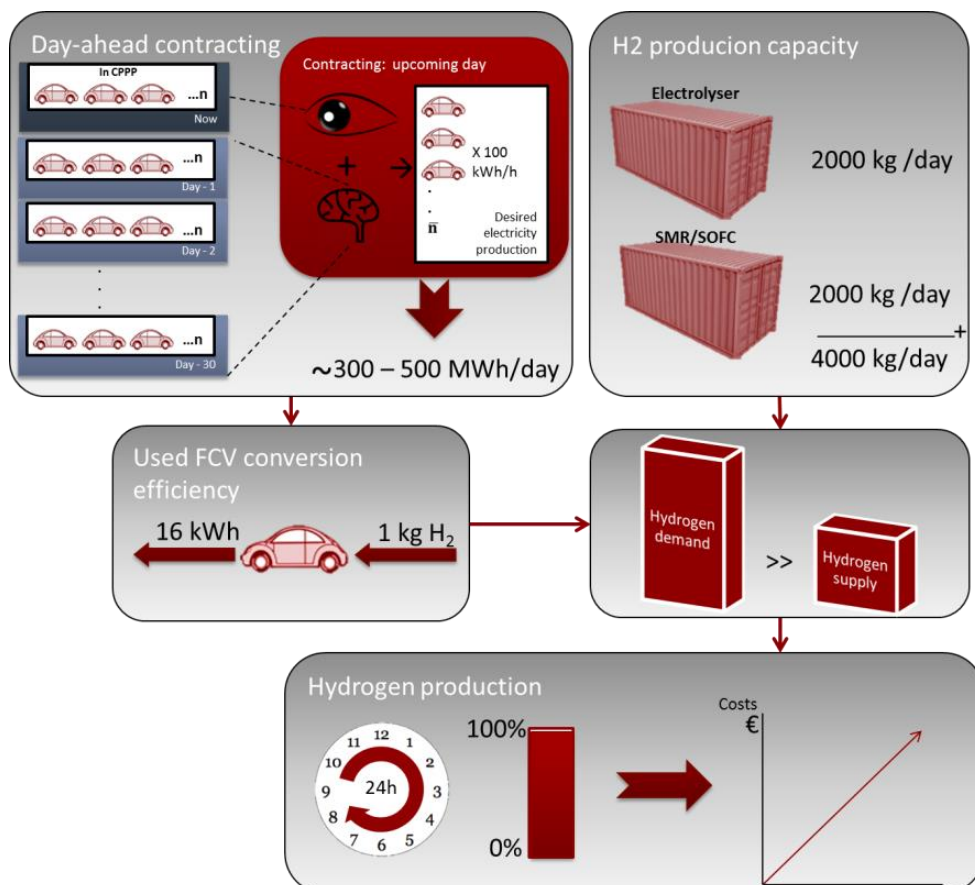 Day-ahead contracting
In CPPP
...n
Now
...n
Day - 1
...n
Day - 2
.
.
.
...n
Day - 30
Contracting: upcoming day
+
X 100
kWh/h
.
.
n̅
Desired
electricity
production
~300 – 500 MWh/day
H2 producion capacity
Electrolyser
2000 kg /day
SMR/SOFC
2000 kg /day
+
4000 kg/day
Used FCV conversion
efficiency
16 kWh
1 kg H₂
Hydrogen
demand
>>
Hydrogen
supply
Hydrogen production
12
1
2
3
4
5
6
7
8
9
10
11
24h
100%
0%
Costs
€